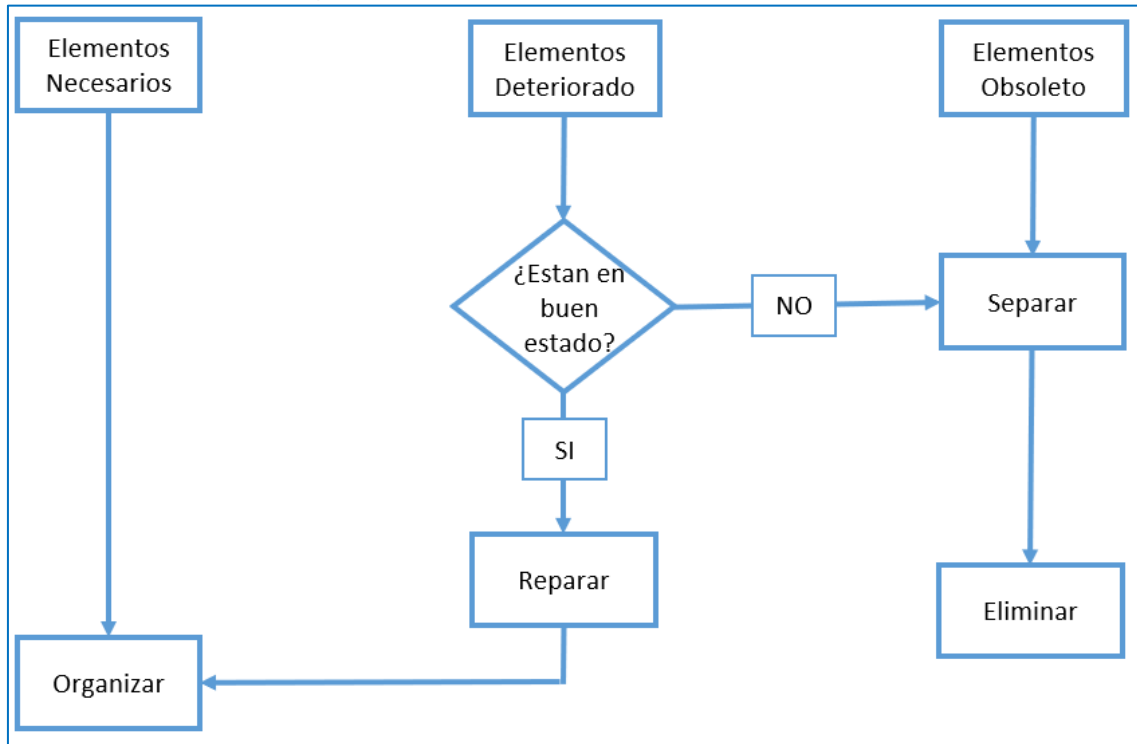 Elementos
Necesarios
Elementos
Deteriorado
Elementos
Obsoleto
¿Estan en
buen
estado?
NO
Separar
SI
Reparar
Eliminar
Organizar